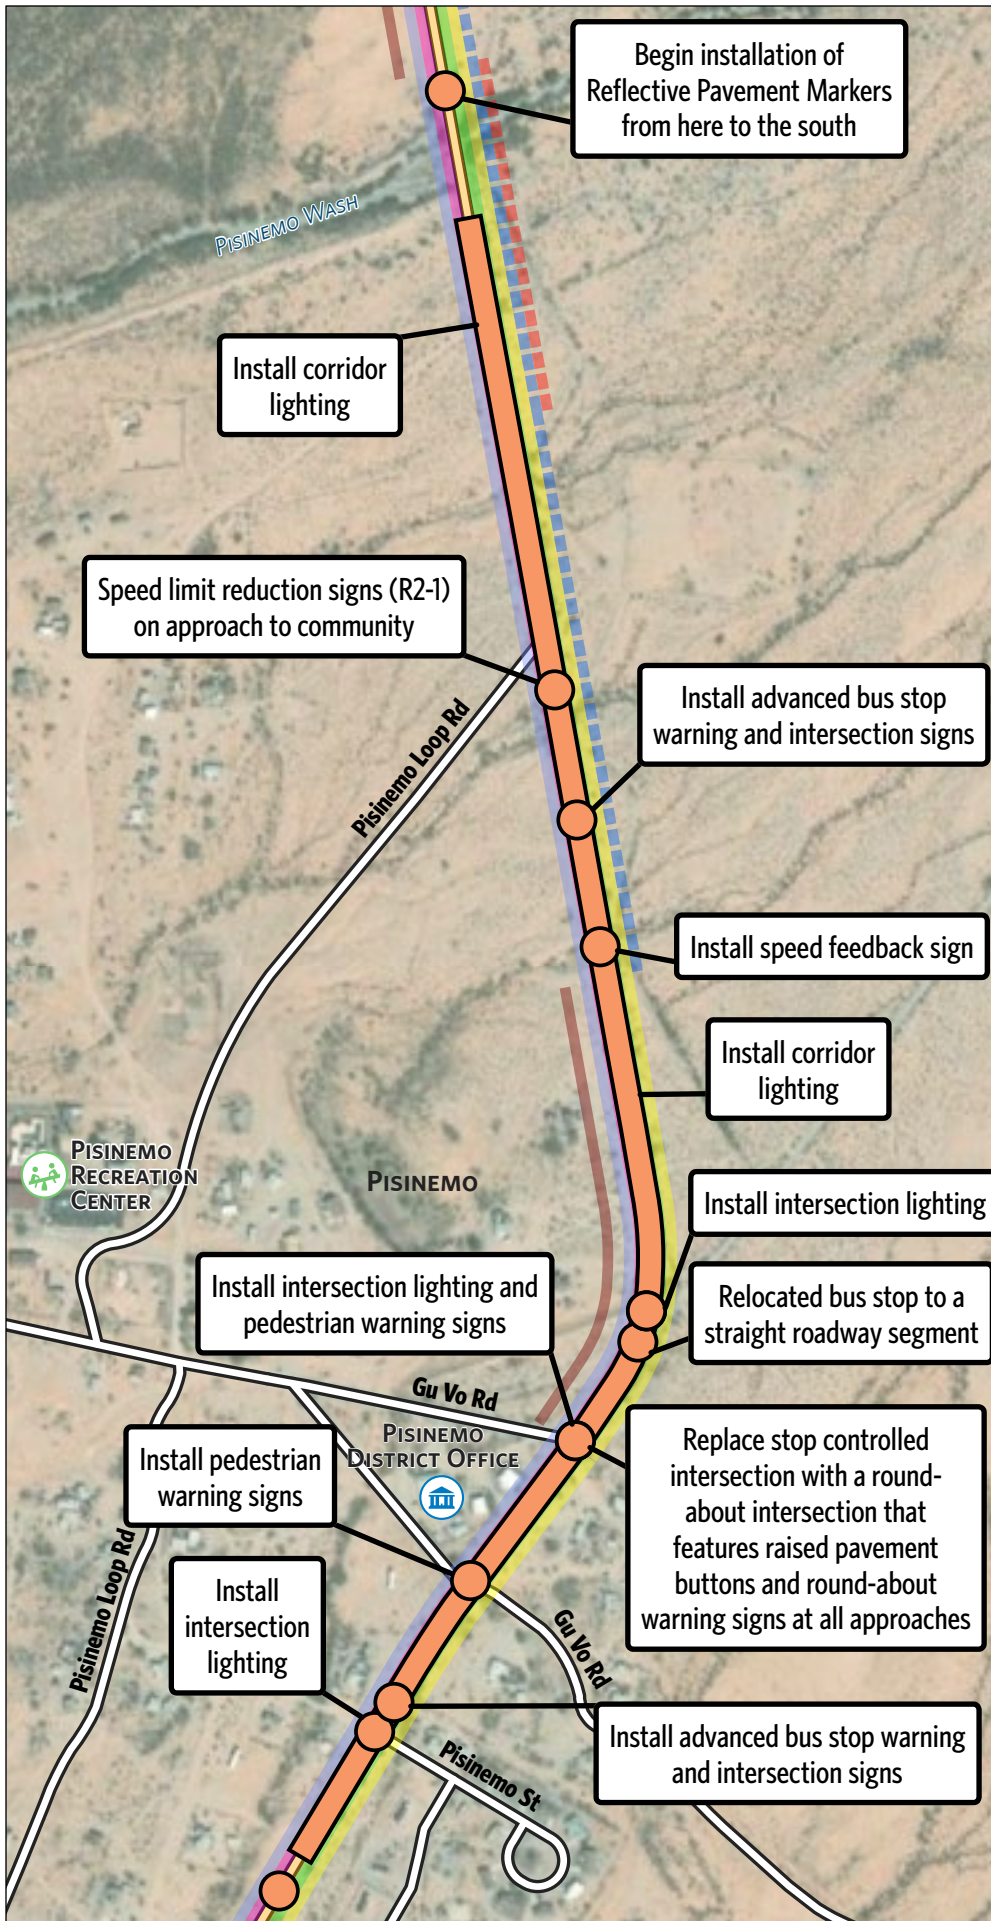 Begin installation of
Reflective Pavement Markers
from here to the south
PISINEMO WASH
Install corridor
lighting
Speed limit reduction signs (R2-1)
on approach to community
Pisinemo Loop Rd
Install advanced bus stop
warning and intersection signs
Install speed feedback sign
Install corridor
lighting
PISINEMO
RECREATION
CENTER
PISINEMO
Install intersection lighting
Install intersection lighting and
pedestrian warning signs
Relocated bus stop to a
straight roadway segment
Gu Vo Rd
PISINEMO
DISTRICT OFFICE
Replace stop controlled
intersection with a round-
about intersection that
features raised pavement
buttons and round-about
warning signs at all approaches
Install pedestrian
warning signs
Pisinemo Loop Rd
Install
intersection
lighting
Gu Vo Rd
Install advanced bus stop warning
and intersection signs
Pisinemo St